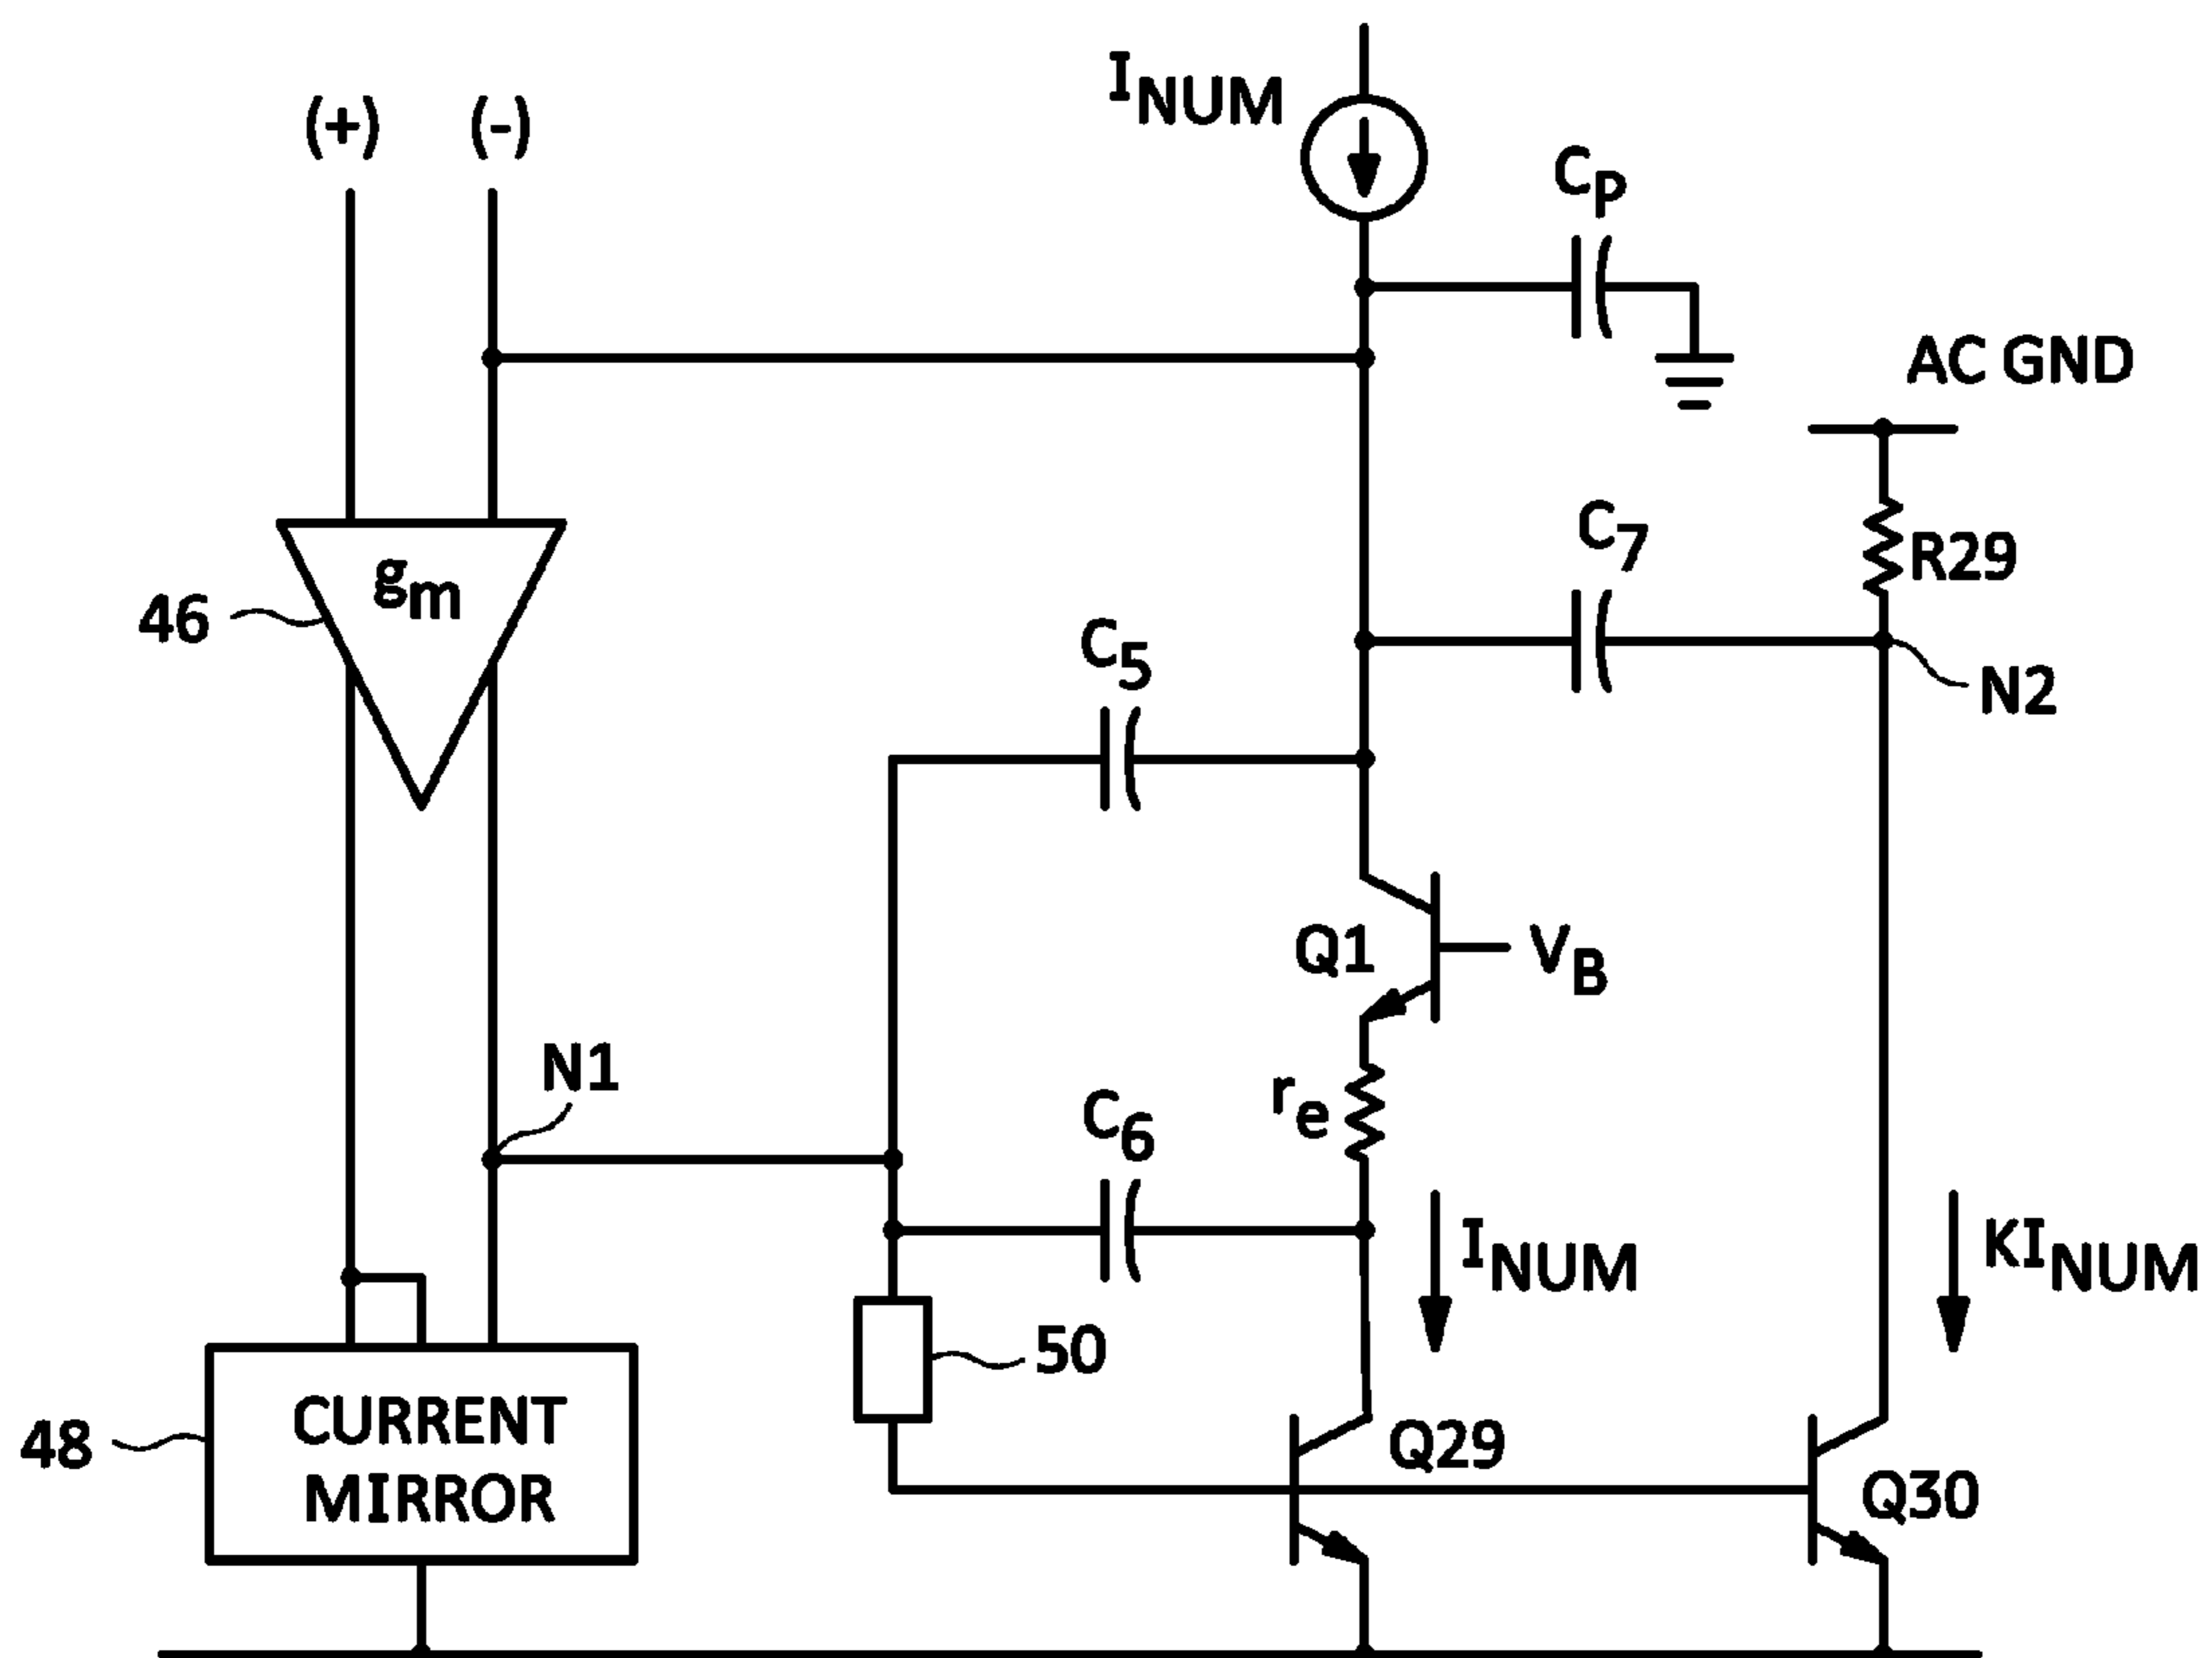 I_NUM
(+) (-)
C_P
AC GND
g_m
C_7
R29
46
C_5
N2
Q1
V_B
N1
r_e
C_6
I_NUM
KI_NUM
50
CURRENT
MIRROR
48
Q29
Q30